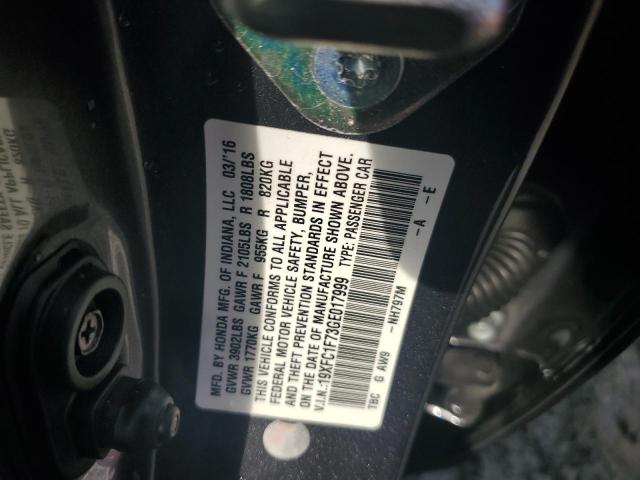 MFD. BY HONDA MFG. OF INDIANA, LLC 03/'16
GVWR 3902LBS GAWR F 2105LBS R 1808LBS
GVWR 1770KG GAWR F 955KG R 820KG
THIS VEHICLE CONFORMS TO ALL APPLICABLE
FEDERAL MOTOR VEHICLE SAFETY, BUMPER,
AND THEFT PREVENTION STANDARDS IN EFFECT
ON THE DATE OF MANUFACTURE SHOWN ABOVE.
V.I.N.:19XFC1F73GE017999 TYPE: PASSENGER CAR
TBC G AW9 -NH797M -A -E